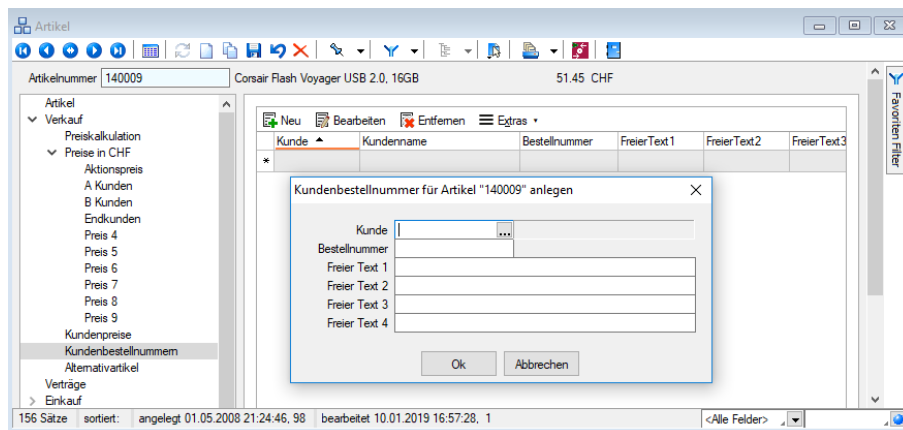 Artikel
Artikelnummer 140009 Corsair Flash Voyager USB 2.0, 16GB 51.45 CHF
Artikel
Verkauf
Preiskalkulation
Preise in CHF
Aktionspreis
A Kunden
B Kunden
Endkunden
Preis 4
Preis 5
Preis 6
Preis 7
Preis 8
Preis 9
Kundenpreise
Kundenbestellnummern
Alternativartikel
Verträge
Einkauf
Neu Bearbeiten Entfernen Extras
Kunde Kundenname Bestellnummer FreierText1 FreierText2 FreierText3
*
Kundenbestellnummer für Artikel "140009" anlegen
Kunde ...
Bestellnummer
Freier Text 1
Freier Text 2
Freier Text 3
Freier Text 4
Ok Abbrechen
Favoriten Filter
156 Sätze sortiert: angelegt 01.05.2008 21:24:46, 98 bearbeitet 10.01.2019 16:57:28, 1 <Alle Felder>